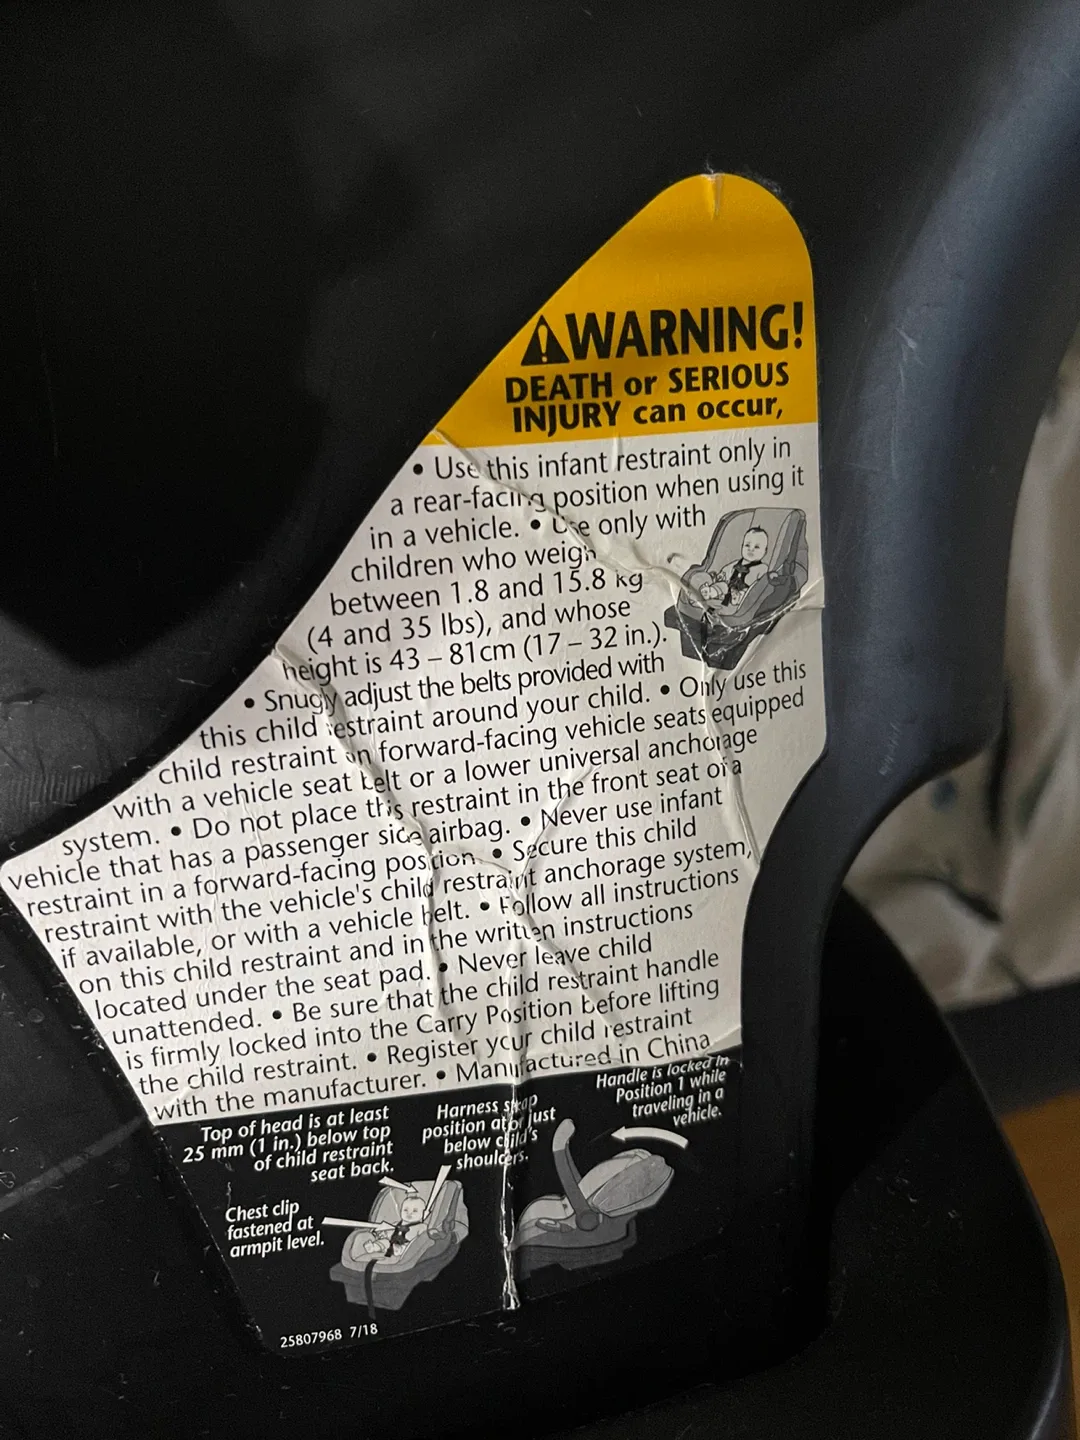 WARNING!
DEATH or SERIOUS
INJURY can occur,
• Use this infant restraint only in
a rear-facing position when using it
in a vehicle. • Use only with
children who weigh
between 1.8 and 15.8 kg
(4 and 35 lbs), and whose
height is 43 – 81cm (17 – 32 in.).
• Snugly adjust the belts provided with
this child restraint around your child. • Only use this
child restraint on forward-facing vehicle seats equipped
with a vehicle seat belt or a lower universal anchorage
system. • Do not place this restraint in the front seat of a
vehicle that has a passenger side airbag. • Never use infant
restraint in a forward-facing position. • Secure this child
restraint with the vehicle's child restraint anchorage system,
if available, or with a vehicle belt. • Follow all instructions
on this child restraint and in the written instructions
located under the seat pad. • Never leave child
unattended. • Be sure that the child restraint handle
is firmly locked into the Carry Position before lifting
the child restraint. • Register your child restraint
with the manufacturer. • Manufactured in China
Top of head is at least
25 mm (1 in.) below top
of child restraint
seat back.
Harness strap
position at or just
below child's
shoulders.
Handle is locked in
Position 1 while
traveling in a
vehicle.
Chest clip
fastened at
armpit level.
25807968 7/18